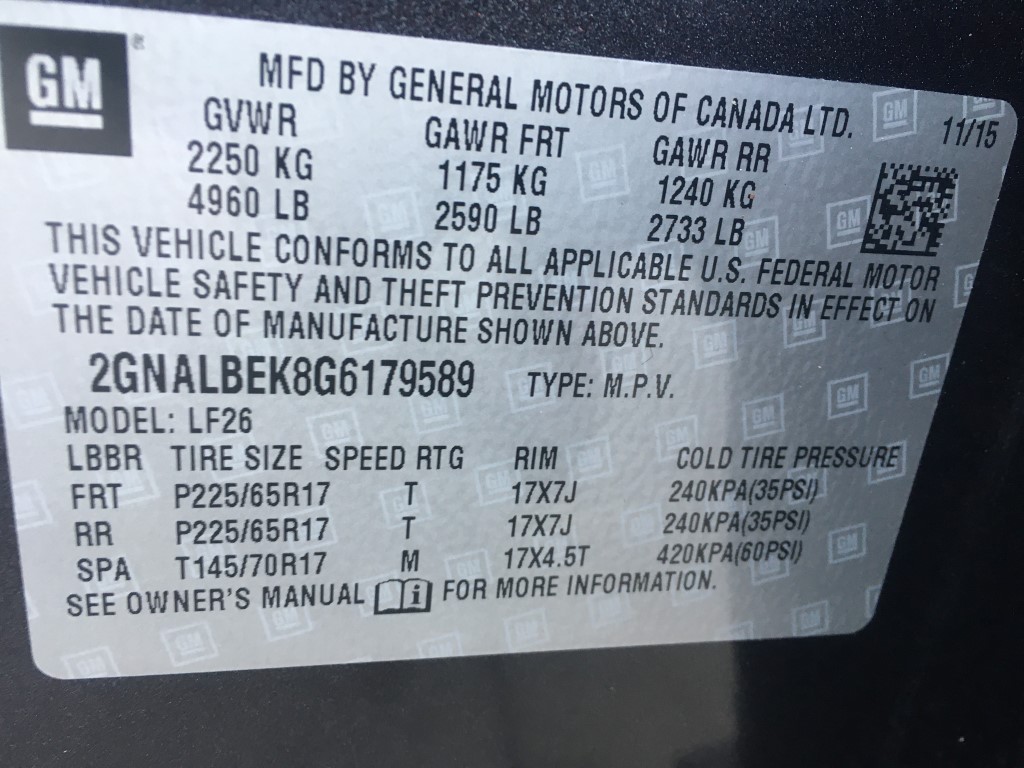 GM
MFD BY GENERAL MOTORS OF CANADA LTD.
11/15
GVWR GAWR FRT GAWR RR
2250 KG 1175 KG 1240 KG
4960 LB 2590 LB 2733 LB
THIS VEHICLE CONFORMS TO ALL APPLICABLE U.S. FEDERAL MOTOR
VEHICLE SAFETY AND THEFT PREVENTION STANDARDS IN EFFECT ON
THE DATE OF MANUFACTURE SHOWN ABOVE.
2GNALBEK8G6179589 TYPE: M.P.V.
MODEL: LF26
LBBR TIRE SIZE SPEED RTG RIM COLD TIRE PRESSURE
FRT P225/65R17 T 17X7J 240KPA(35PSI)
RR P225/65R17 T 17X7J 240KPA(35PSI)
SPA T145/70R17 M 17X4.5T 420KPA(60PSI)
SEE OWNER'S MANUAL i FOR MORE INFORMATION.